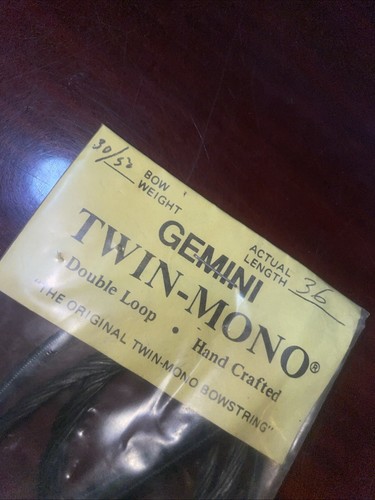 30/50 BOW WEIGHT
ACTUAL LENGTH 36
GEMINI
TWIN-MONO®
Double Loop • Hand Crafted
"THE ORIGINAL TWIN-MONO BOWSTRING"